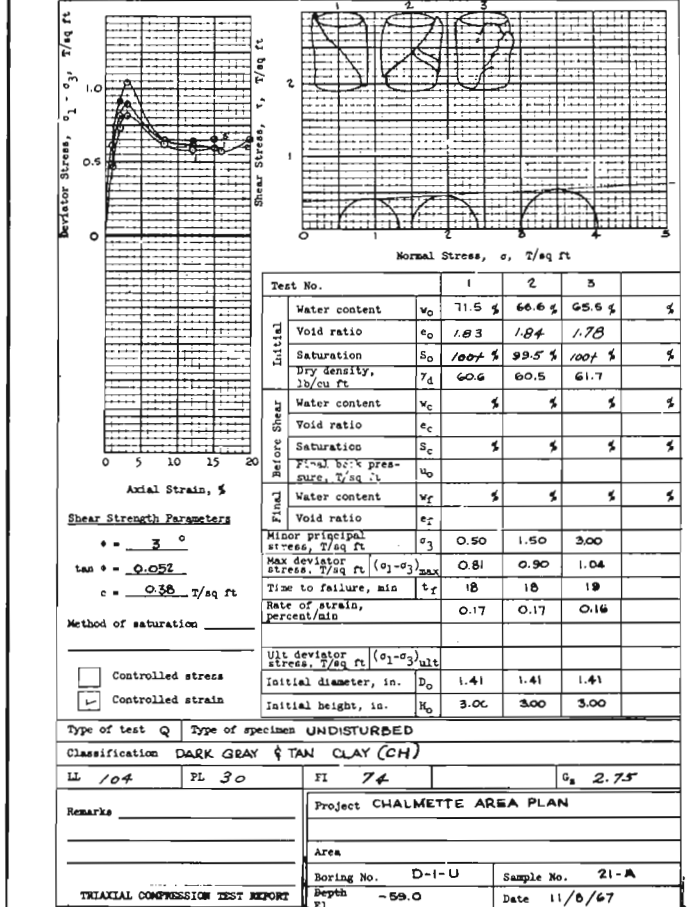 1 2 3
Deviator Stress, σ1 - σ3, T/sq ft
1.0
0.5
0
0 5 10 15 20
Axial Strain, %
Shear Stress, τ, T/sq ft
2
1
0 1 2 3 4 5
Normal Stress, σ, T/sq ft
Test No. 1 2 3
Initial
Water content wo 71.5 % 66.6 % 65.5 % %
Void ratio eo 1.83 1.84 1.78
Saturation So 100+ % 99.5 % 100+ % %
Dry density, lb/cu ft γd 60.6 60.5 61.7
Before Shear
Water content wc % % % %
Void ratio ec
Saturation Sc % % % %
Final back pres-
sure, T/sq ft uo
Final
Water content wf % % % %
Void ratio ef
Minor principal stress, T/sq ft σ3 0.50 1.50 3.00
Max deviator stress, T/sq ft (σ1-σ3)max 0.81 0.90 1.04
Time to failure, min tf 18 18 19
Rate of strain, percent/min 0.17 0.17 0.16
Ult deviator stress, T/sq ft (σ1-σ3)ult
Initial diameter, in. Do 1.41 1.41 1.41
Initial height, in. Ho 3.00 3.00 3.00
Shear Strength Parameters
ϕ = 3 °
tan ϕ = 0.052
c = 0.38 T/sq ft
Method of saturation
Controlled stress
Controlled strain
Type of test Q Type of specimen UNDISTURBED
Classification DARK GRAY & TAN CLAY (CH)
LL 104 PL 30 PI 74 Gs 2.75
Remarks
Project CHALMETTE AREA PLAN
Area
Boring No. D-1-U Sample No. 21-A
Depth El -59.0 Date 11/8/67
TRIAXIAL COMPRESSION TEST REPORT